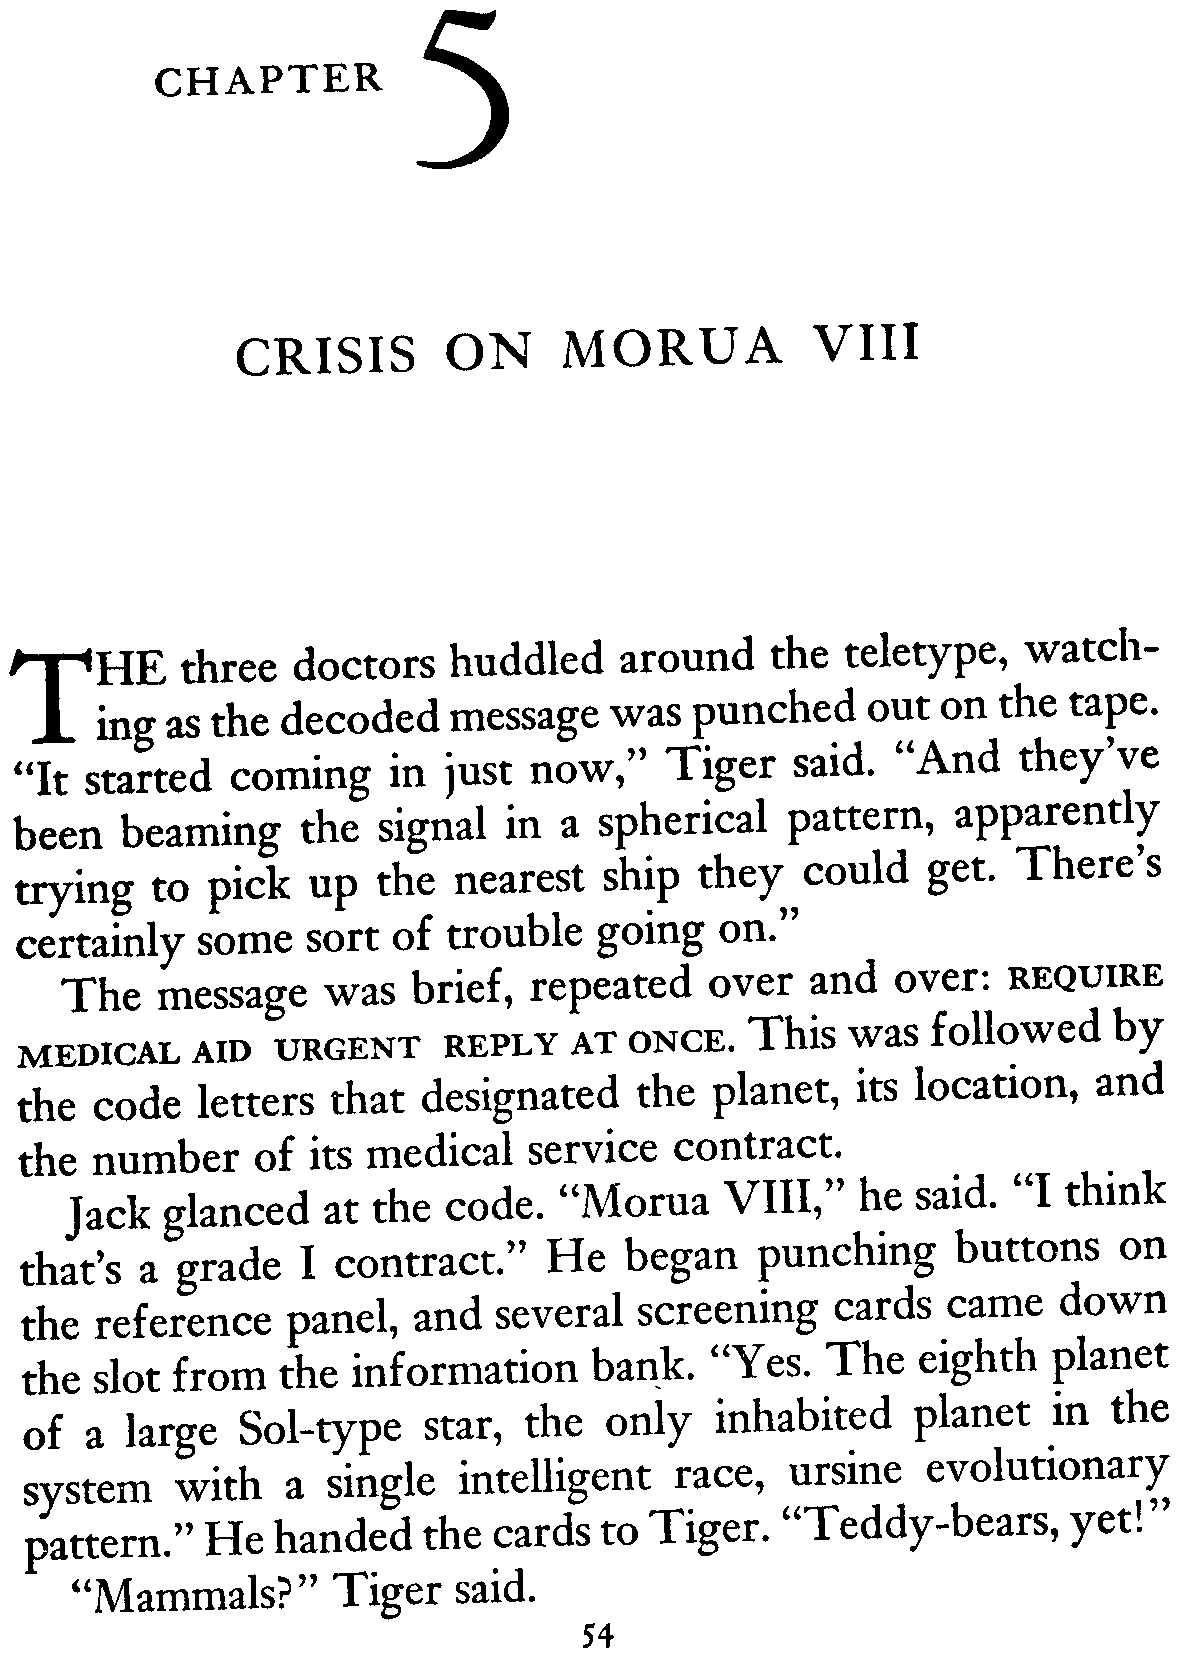 CHAPTER 5
CRISIS ON MORUA VIII
THE three doctors huddled around the teletype, watch-
ing as the decoded message was punched out on the tape.
“It started coming in just now,” Tiger said. “And they’ve
been beaming the signal in a spherical pattern, apparently
trying to pick up the nearest ship they could get. There’s
certainly some sort of trouble going on.”
The message was brief, repeated over and over: REQUIRE
MEDICAL AID URGENT REPLY AT ONCE. This was followed by
the code letters that designated the planet, its location, and
the number of its medical service contract.
Jack glanced at the code. “Morua VIII,” he said. “I think
that’s a grade I contract.” He began punching buttons on
the reference panel, and several screening cards came down
the slot from the information bank. “Yes. The eighth planet
of a large Sol-type star, the only inhabited planet in the
system with a single intelligent race, ursine evolutionary
pattern.” He handed the cards to Tiger. “Teddy-bears, yet!”
“Mammals?” Tiger said.
54